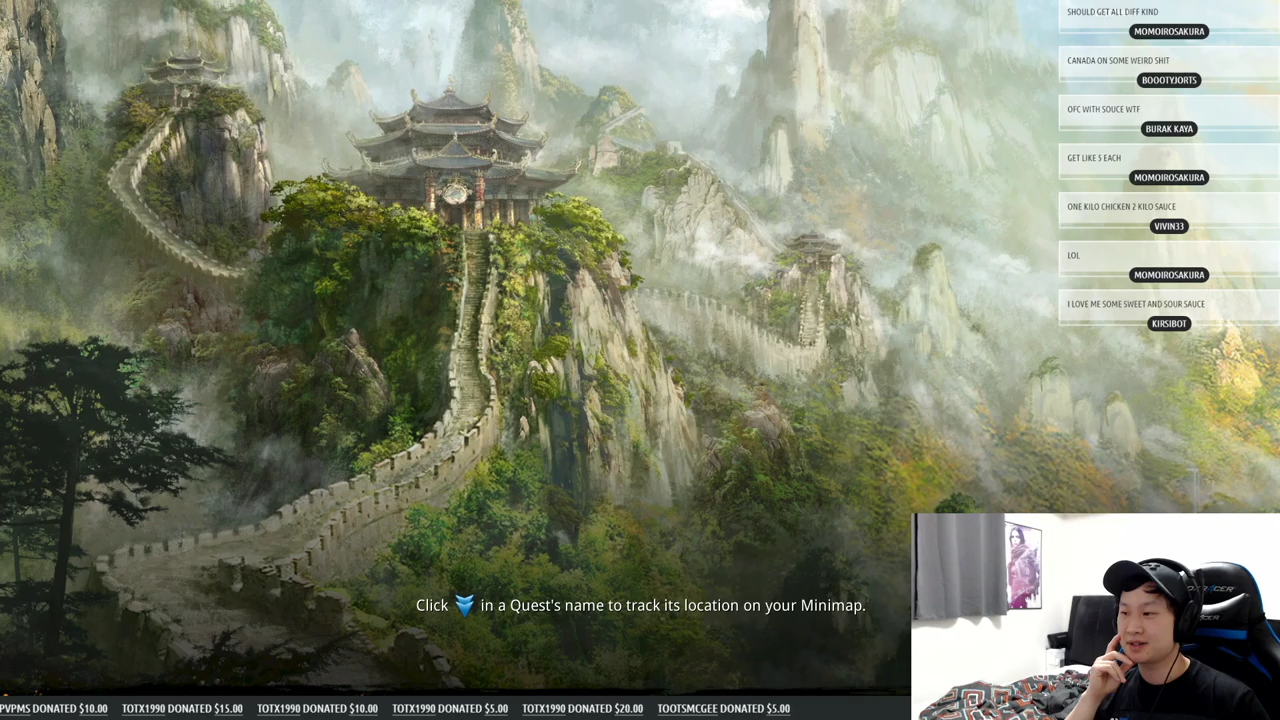 SHOULD GET ALL DIFF KIND
MOMOIROSAKURA
CANADA ON SOME WEIRD SHIT
BOOOTYJORTS
OFC WITH SOUCE WTF
BURAK KAYA
GET LIKE 5 EACH
MOMOIROSAKURA
ONE KILO CHICKEN 2 KILO SAUCE
VIVIN33
LOL
MOMOIROSAKURA
I LOVE ME SOME SWEET AND SOUR SAUCE
KIRSIBOT
Click in a Quest's name to track its location on your Minimap.
PVPMS DONATED $10.00 TOTX1990 DONATED $15.00 TOTX1990 DONATED $10.00 TOTX1990 DONATED $5.00 TOTX1990 DONATED $20.00 TOOTSMCGEE DONATED $5.00